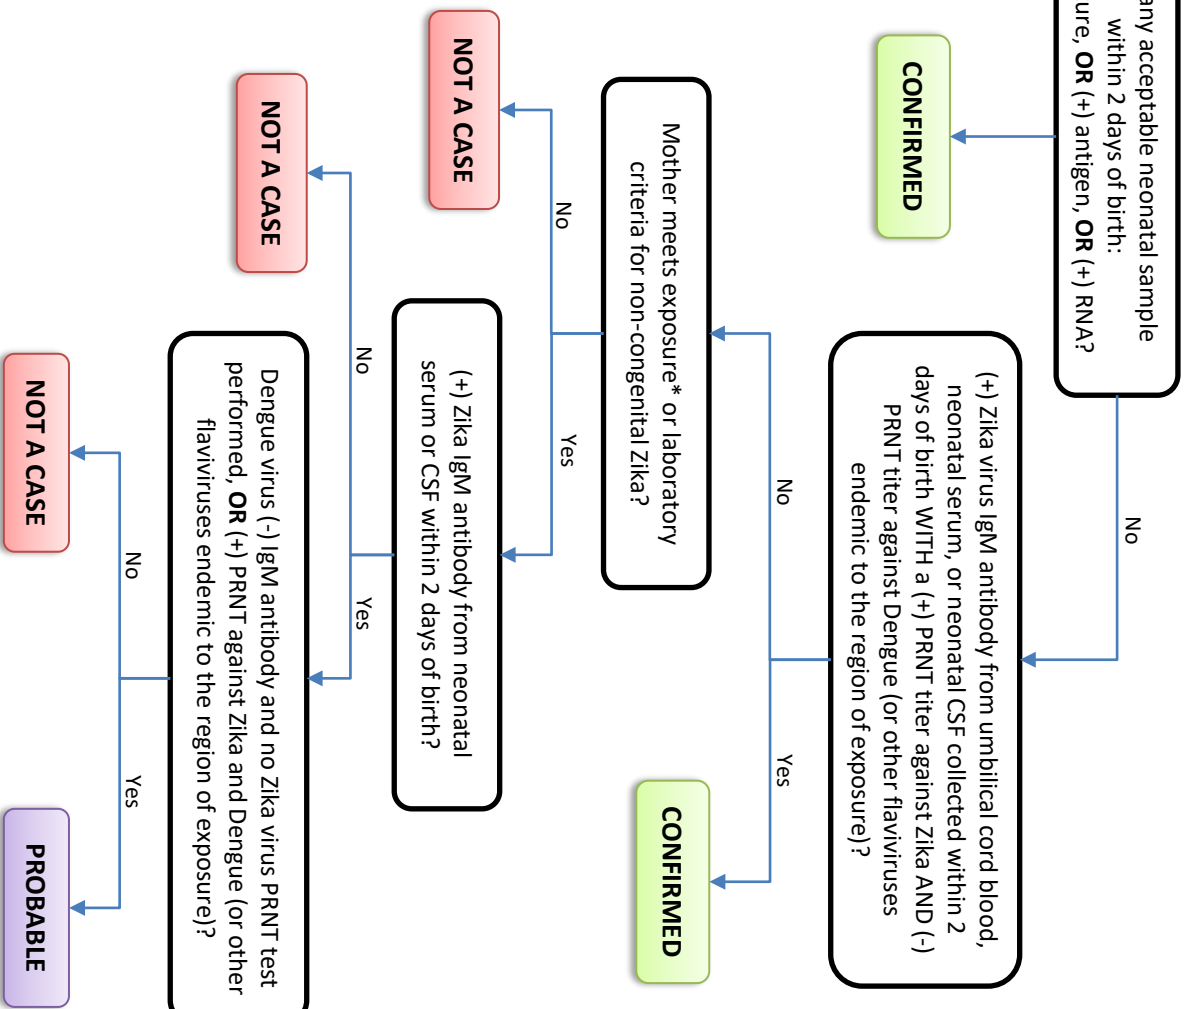 any acceptable neonatal sample
within 2 days of birth:
ure, OR (+) antigen, OR (+) RNA?
CONFIRMED
No
(+) Zika virus IgM antibody from umbilical cord blood,
neonatal serum, or neonatal CSF collected within 2
days of birth WITH a (+) PRNT titer against Zika AND (-)
PRNT titer against Dengue (or other flaviviruses
endemic to the region of exposure)?
No
Yes
CONFIRMED
Mother meets exposure* or laboratory
criteria for non-congenital Zika?
No
Yes
NOT A CASE
(+) Zika IgM antibody from neonatal
serum or CSF within 2 days of birth?
No
Yes
NOT A CASE
Dengue virus (-) IgM antibody and no Zika virus PRNT test
performed, OR (+) PRNT against Zika and Dengue (or other
flaviviruses endemic to the region of exposure)?
No
Yes
NOT A CASE
PROBABLE